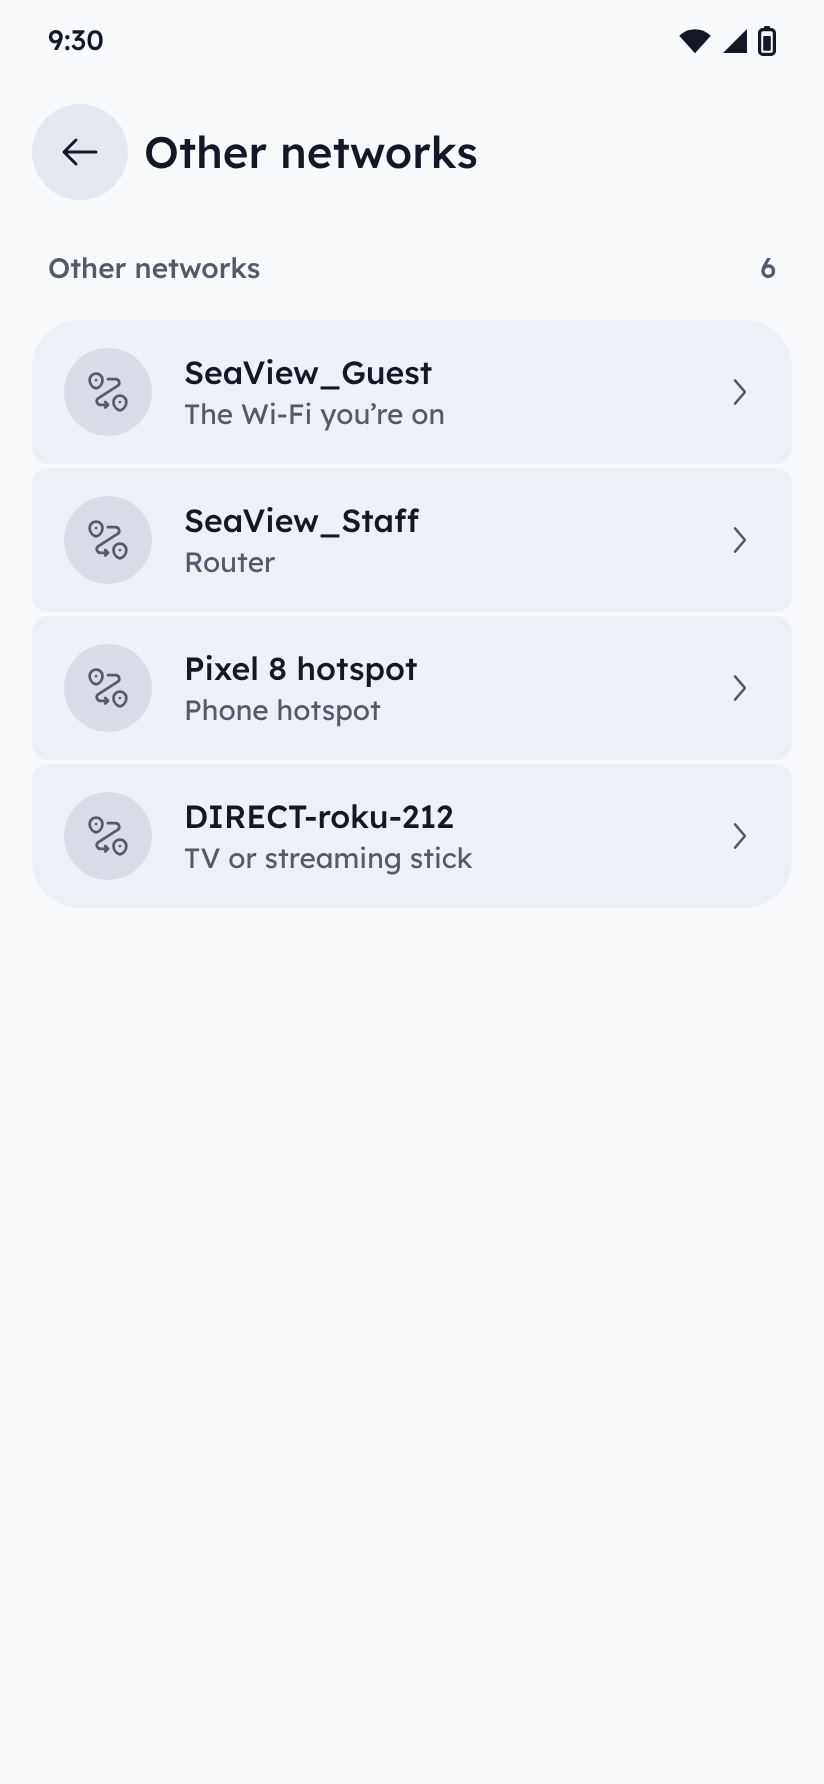 9:30
Other networks
Other networks 6
SeaView_Guest
The Wi-Fi you’re on
SeaView_Staff
Router
Pixel 8 hotspot
Phone hotspot
DIRECT-roku-212
TV or streaming stick